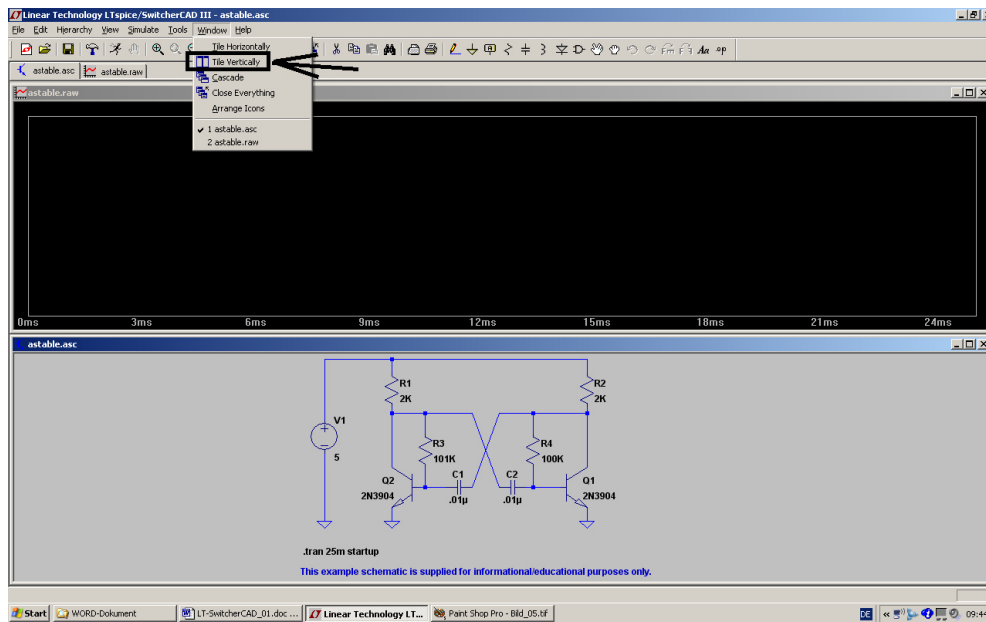 Linear Technology LTspice/SwitcherCAD III - astable.asc
File Edit Hierarchy View Simulate Tools Window Help
Tile Horizontally
Tile Vertically
Cascade
Close Everything
Arrange Icons
1 astable.asc
2 astable.raw
astable.asc astable.raw
astable.raw
0ms 3ms 6ms 9ms 12ms 15ms 18ms 21ms 24ms
astable.asc
R1
2K
R2
2K
V1
5
R3
101K
R4
100K
C1
.01µ
C2
.01µ
Q2
2N3904
Q1
2N3904
.tran 25m startup
This example schematic is supplied for informational/educational purposes only.
Start WORD-Dokument LT-SwitcherCAD_01.doc ... Linear Technology LT... Paint Shop Pro - Bild_05.tif DE « 09:44